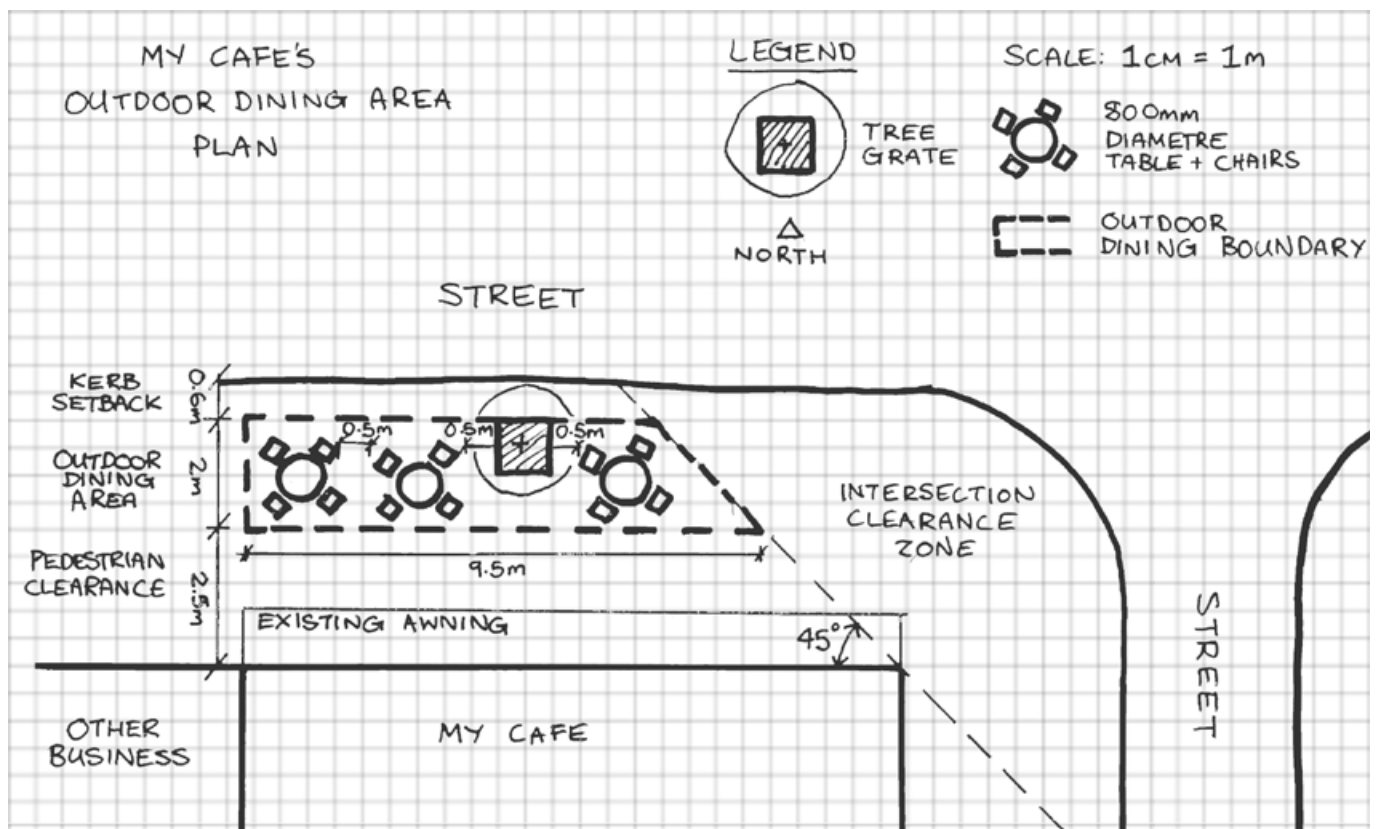 MY CAFE'S
OUTDOOR DINING AREA
PLAN
LEGEND
TREE
GRATE
NORTH
SCALE: 1CM = 1M
800mm
DIAMETRE
TABLE + CHAIRS
OUTDOOR
DINING BOUNDARY
STREET
KERB
SETBACK
0.6m
0.5m
0.5m
0.5m
OUTDOOR
DINING
AREA
2m
INTERSECTION
CLEARANCE
ZONE
9.5m
PEDESTRIAN
CLEARANCE
2.5m
EXISTING AWNING
45°
STREET
OTHER
BUSINESS
MY CAFE